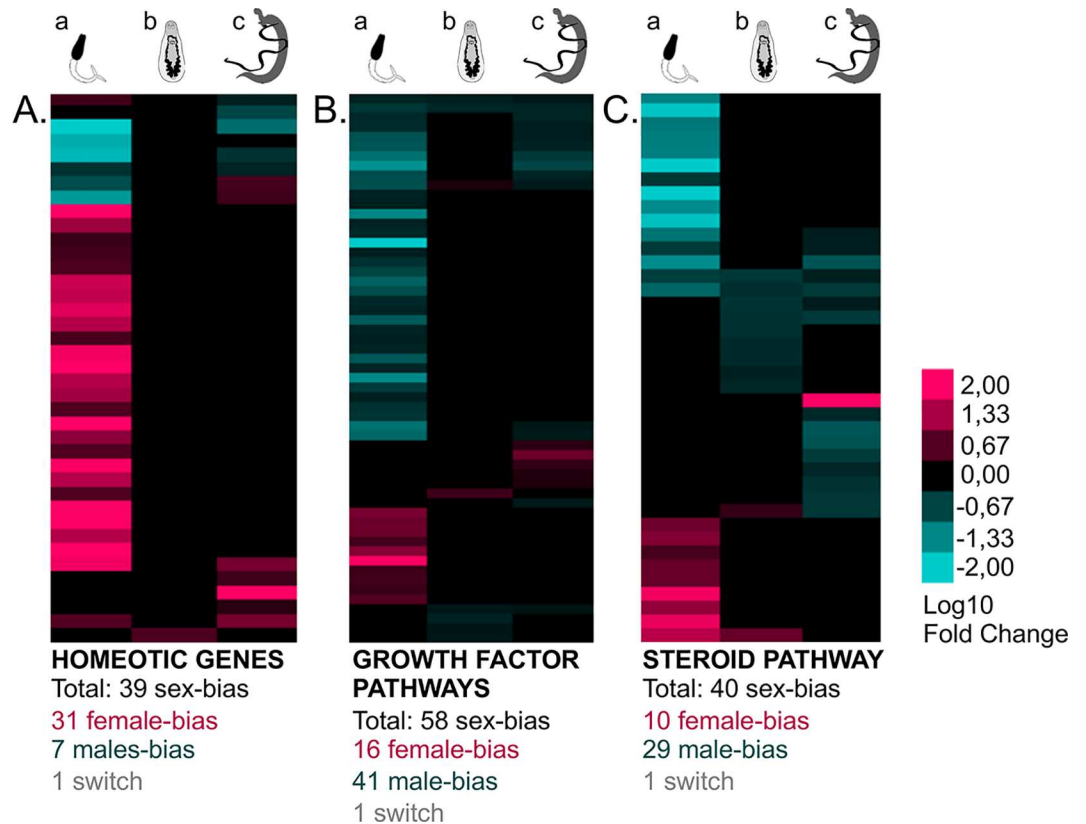 a b c a b c a b c
A. B. C.
2,00
1,33
0,67
0,00
-0,67
-1,33
-2,00
Log10
Fold Change
HOMEOTIC GENES
Total: 39 sex-bias
31 female-bias
7 males-bias
1 switch
GROWTH FACTOR
PATHWAYS
Total: 58 sex-bias
16 female-bias
41 male-bias
1 switch
STEROID PATHWAY
Total: 40 sex-bias
10 female-bias
29 male-bias
1 switch